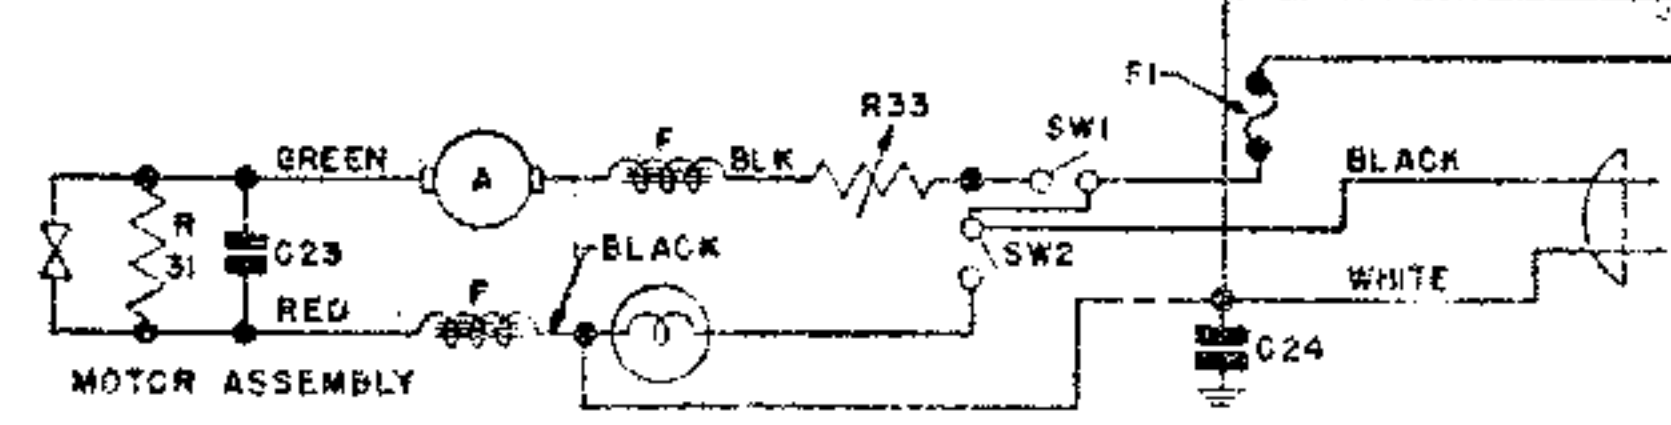 F1
R33
SW1
F
BLK
GREEN
A
BLACK
R
31
C23
BLACK
SW2
RED
F
WHITE
C24
MOTOR ASSEMBLY